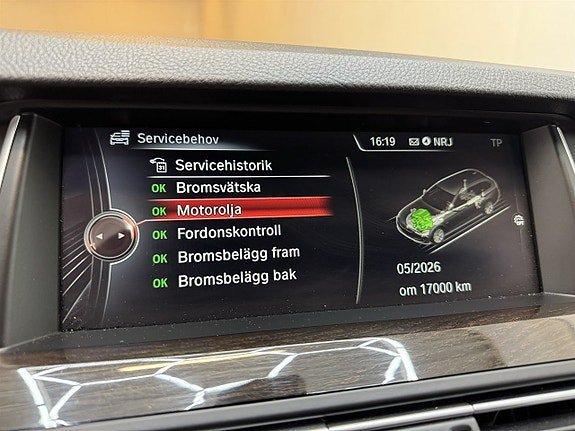 Servicebehov
16:19 NRJ TP
Servicehistorik
OK Bromsvätska
OK Motorolja
OK Fordonskontroll
OK Bromsbelägg fram
OK Bromsbelägg bak
05/2026
om 17000 km